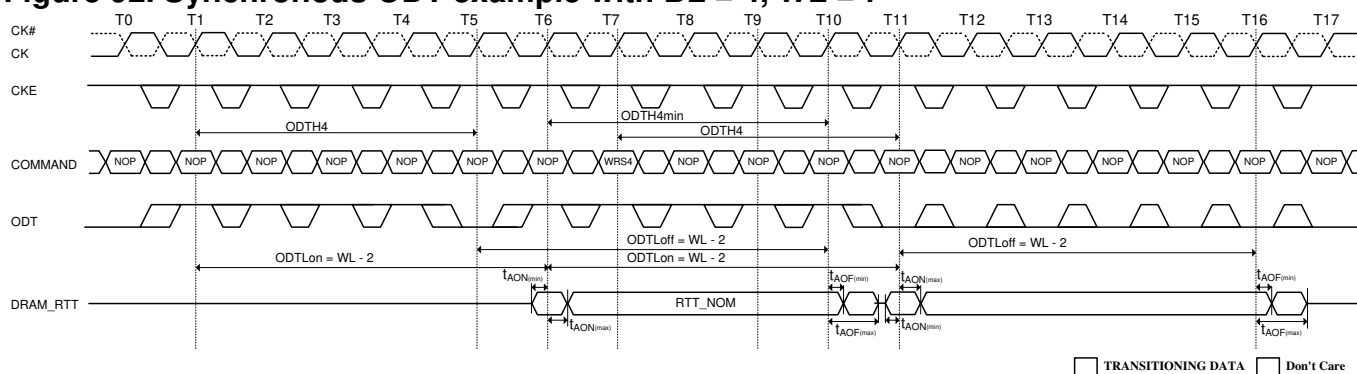 Synchronous ODT example with BL = 4, WL = 7
T0 T1 T2 T3 T4 T5 T6 T7 T8 T9 T10 T11 T12 T13 T14 T15 T16 T17
CK#
CK
CKE
ODTH4 ODTH4min
ODTH4
COMMAND NOP NOP NOP NOP NOP NOP NOP WRS4 NOP NOP NOP NOP NOP NOP NOP NOP NOP NOP
ODT
ODTLoff = WL - 2 ODTLoff = WL - 2
ODTLon = WL - 2 ODTLon = WL - 2
tAON(min) tAOF(min) tAON(max) tAOF(min)
DRAM_RTT RTT_NOM
tAON(max) tAOF(max) tAON(min) tAOF(max)
TRANSITIONING DATA Don't Care